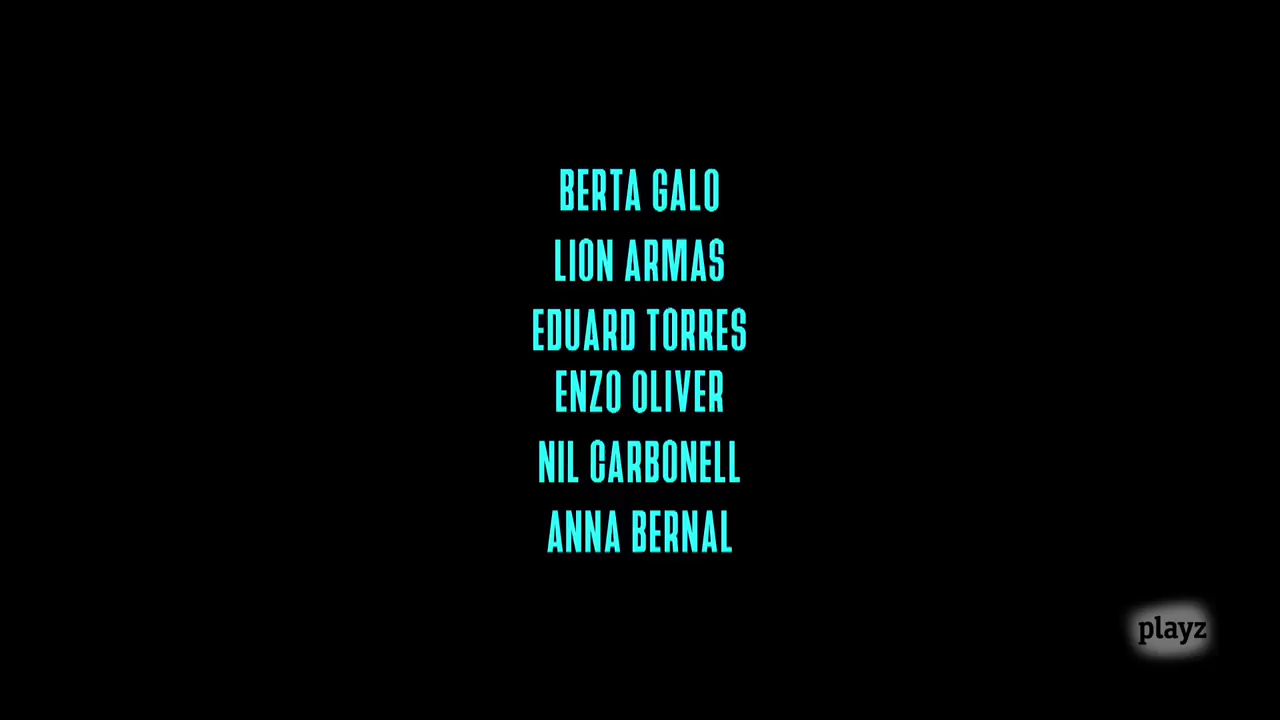 BERTA GALO
LION ARMAS
EDUARD TORRES
ENZO OLIVER
NIL CARBONELL
ANNA BERNAL
playz